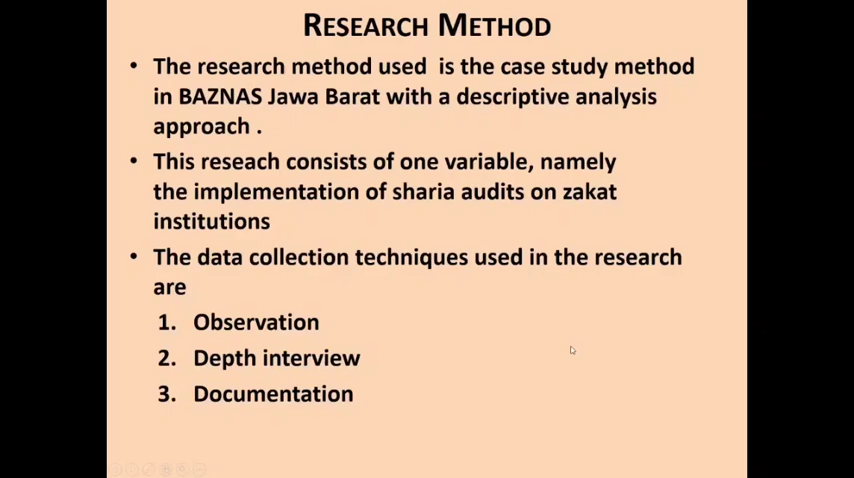 RESEARCH METHOD
• The research method used is the case study method
in BAZNAS Jawa Barat with a descriptive analysis
approach .
• This reseach consists of one variable, namely
the implementation of sharia audits on zakat
institutions
• The data collection techniques used in the research
are
1. Observation
2. Depth interview
3. Documentation